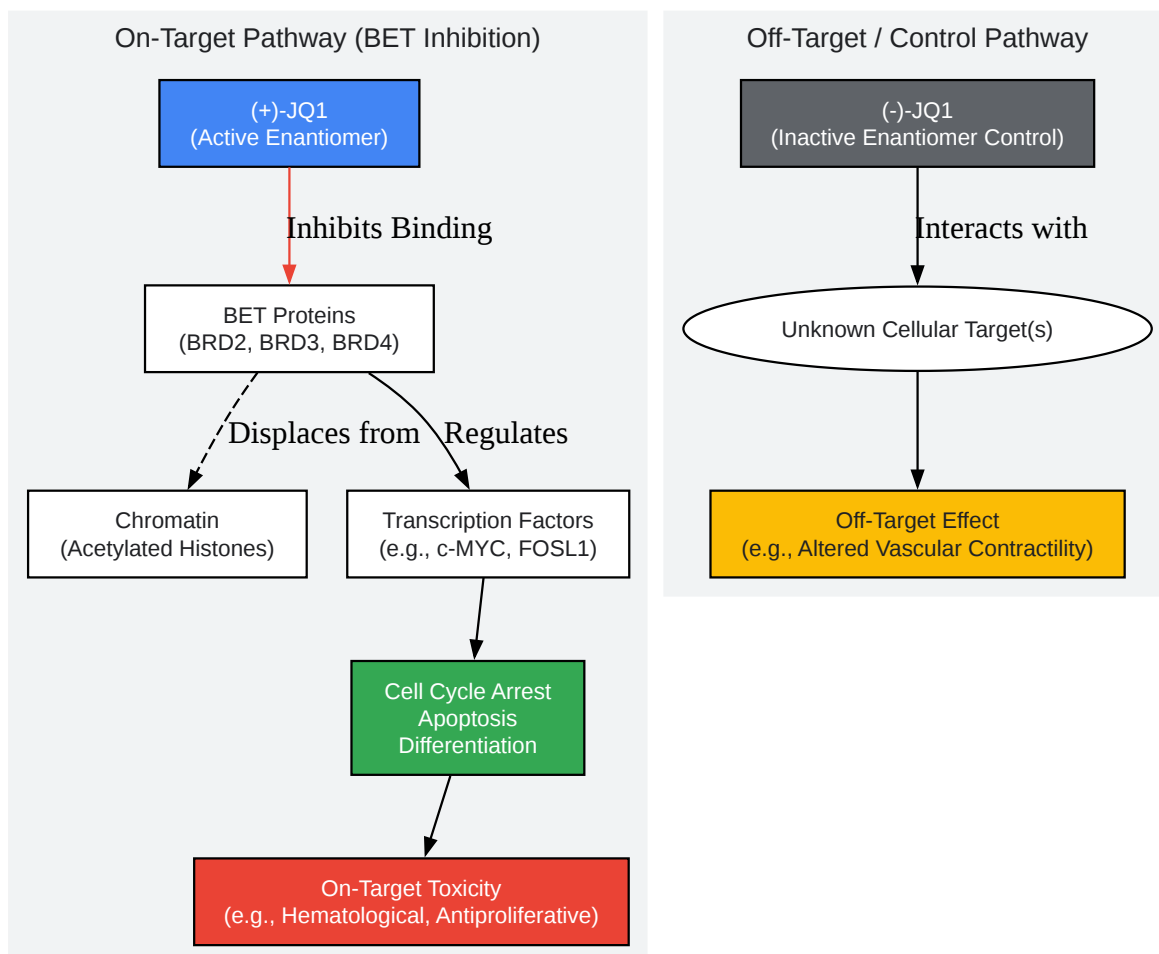 On-Target Pathway (BET Inhibition)
(+)-JQ1
(Active Enantiomer)
Inhibits Binding
BET Proteins
(BRD2, BRD3, BRD4)
Displaces from
Regulates
Chromatin
(Acetylated Histones)
Transcription Factors
(e.g., c-MYC, FOSL1)
Cell Cycle Arrest
Apoptosis
Differentiation
On-Target Toxicity
(e.g., Hematological, Antiproliferative)
Off-Target / Control Pathway
(-)-JQ1
(Inactive Enantiomer Control)
Interacts with
Unknown Cellular Target(s)
Off-Target Effect
(e.g., Altered Vascular Contractility)